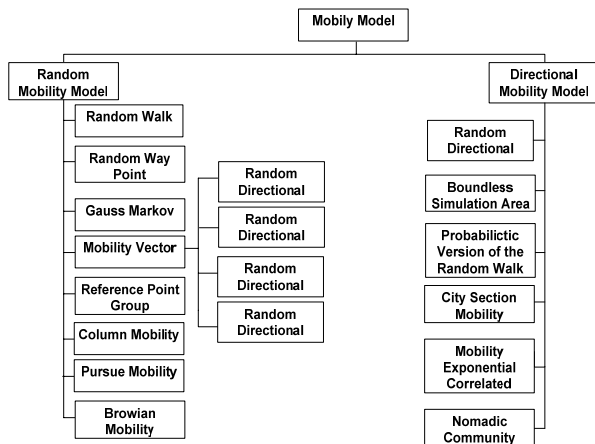 Mobily Model
Random
Mobility Model
Random Walk
Random Way
Point
Gauss Markov
Mobility Vector
Reference Point
Group
Column Mobility
Pursue Mobility
Browian
Mobility
Random
Directional
Random
Directional
Random
Directional
Random
Directional
Directional
Mobility Model
Random
Directional
Boundless
Simulation Area
Probabilictic
Version of the
Random Walk
City Section
Mobility
Mobility
Exponential
Correlated
Nomadic
Community